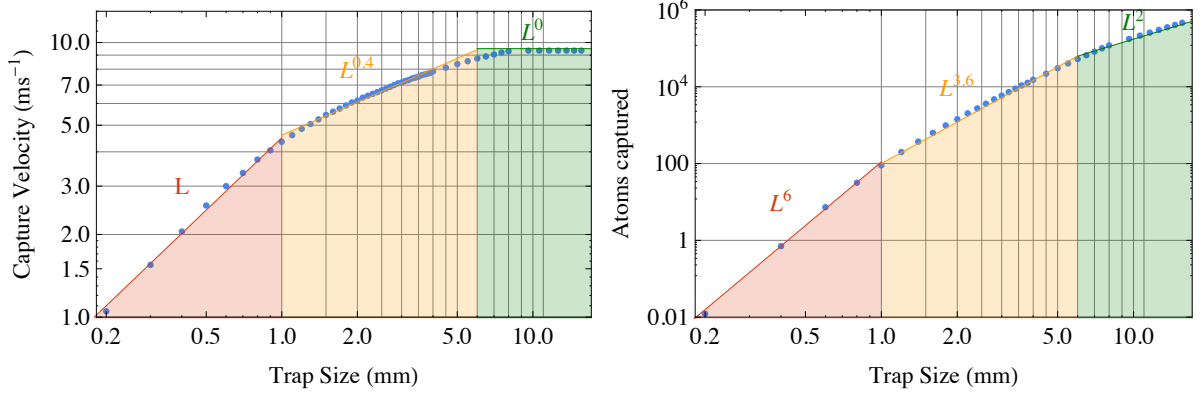 Capture Velocity (ms⁻¹)
10.0
7.0
5.0
3.0
2.0
1.5
1.0
L
L^0.4
L^0
0.2
0.5
1.0
2.0
5.0
10.0
Trap Size (mm)
Atoms captured
10^6
10^4
100
1
0.01
L^6
L^3.6
L^2
0.2
0.5
1.0
2.0
5.0
10.0
Trap Size (mm)